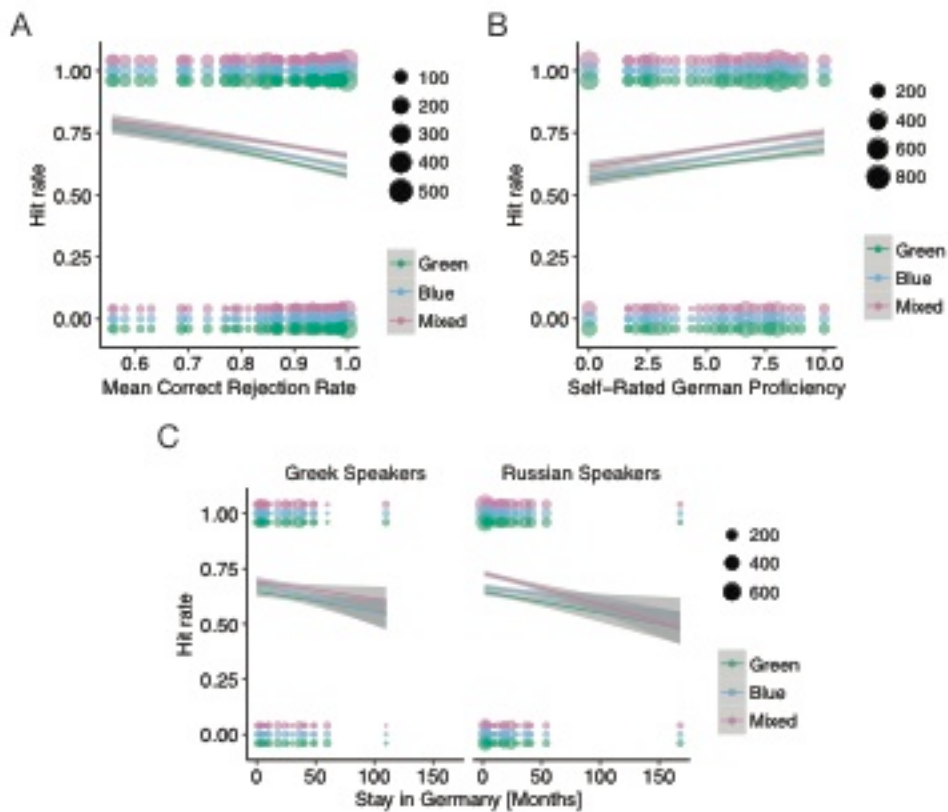 A
B
1.00
0.75
0.50
0.25
0.00
Hit rate
0.6 0.7 0.8 0.9 1.0
Mean Correct Rejection Rate
100
200
300
400
500
Green
Blue
Mixed
1.00
0.75
0.50
0.25
0.00
Hit rate
0.0 2.5 5.0 7.5 10.0
Self-Rated German Proficiency
200
400
600
800
Green
Blue
Mixed
C
Greek Speakers
Russian Speakers
1.00
0.75
0.50
0.25
0.00
Hit rate
0 50 100 150
0 50 100 150
Stay in Germany [Months]
200
400
600
Green
Blue
Mixed